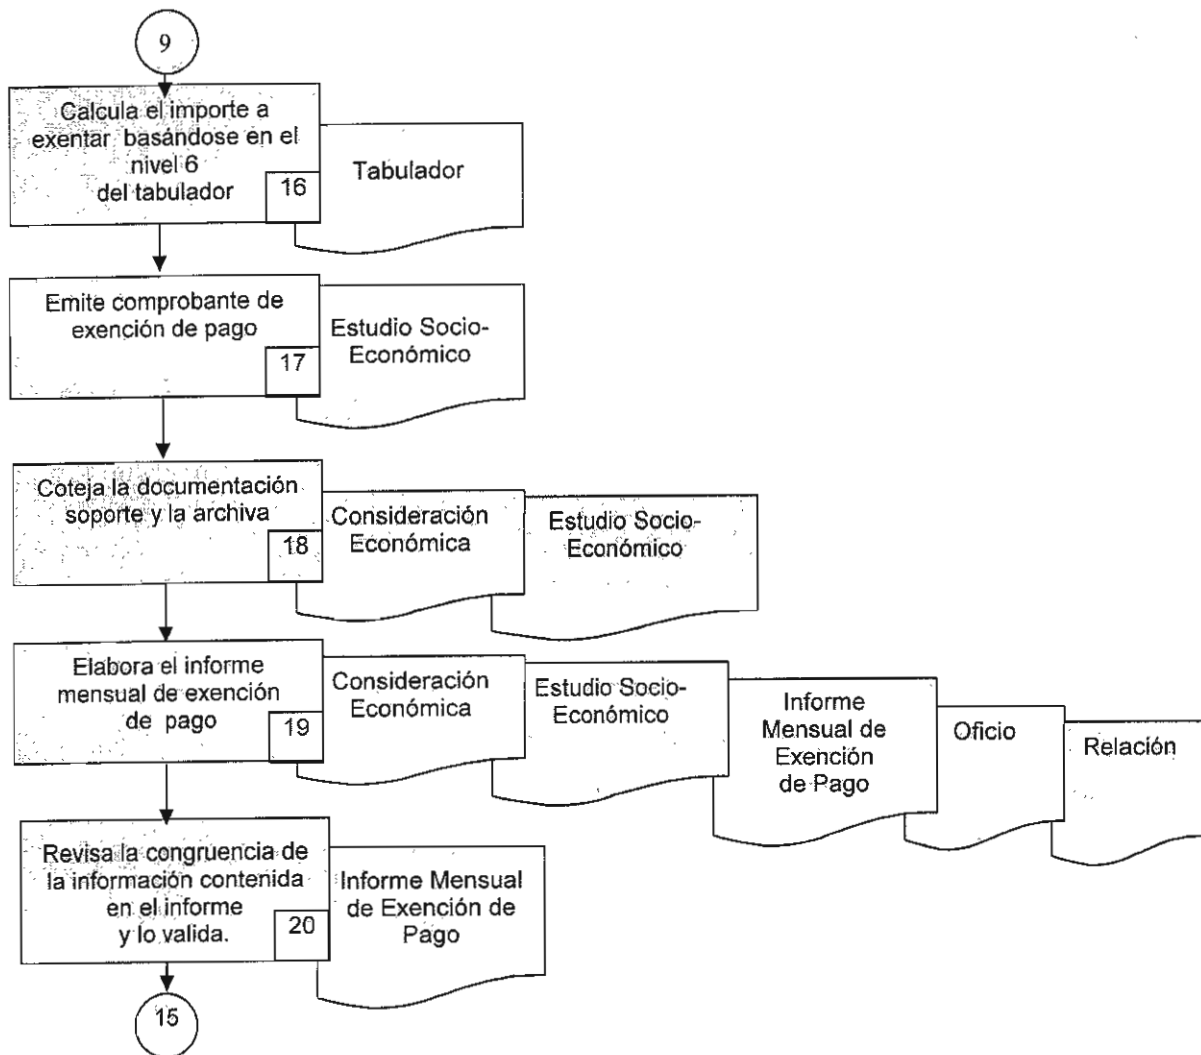 9
Calcula el importe a
exentar basándose en el
nivel 6
del tabulador
16
Tabulador
Emite comprobante de
exención de pago
17
Estudio Socio-
Económico
Coteja la documentación
soporte y la archiva
18
Consideración
Económica
Estudio Socio-
Económico
Elabora el informe
mensual de exención
de pago
19
Consideración
Económica
Estudio Socio-
Económico
Informe
Mensual de
Exención
de Pago
Oficio
Relación
Revisa la congruencia de
la información contenida
en el informe
y lo valida.
20
Informe Mensual
de Exención de
Pago
15